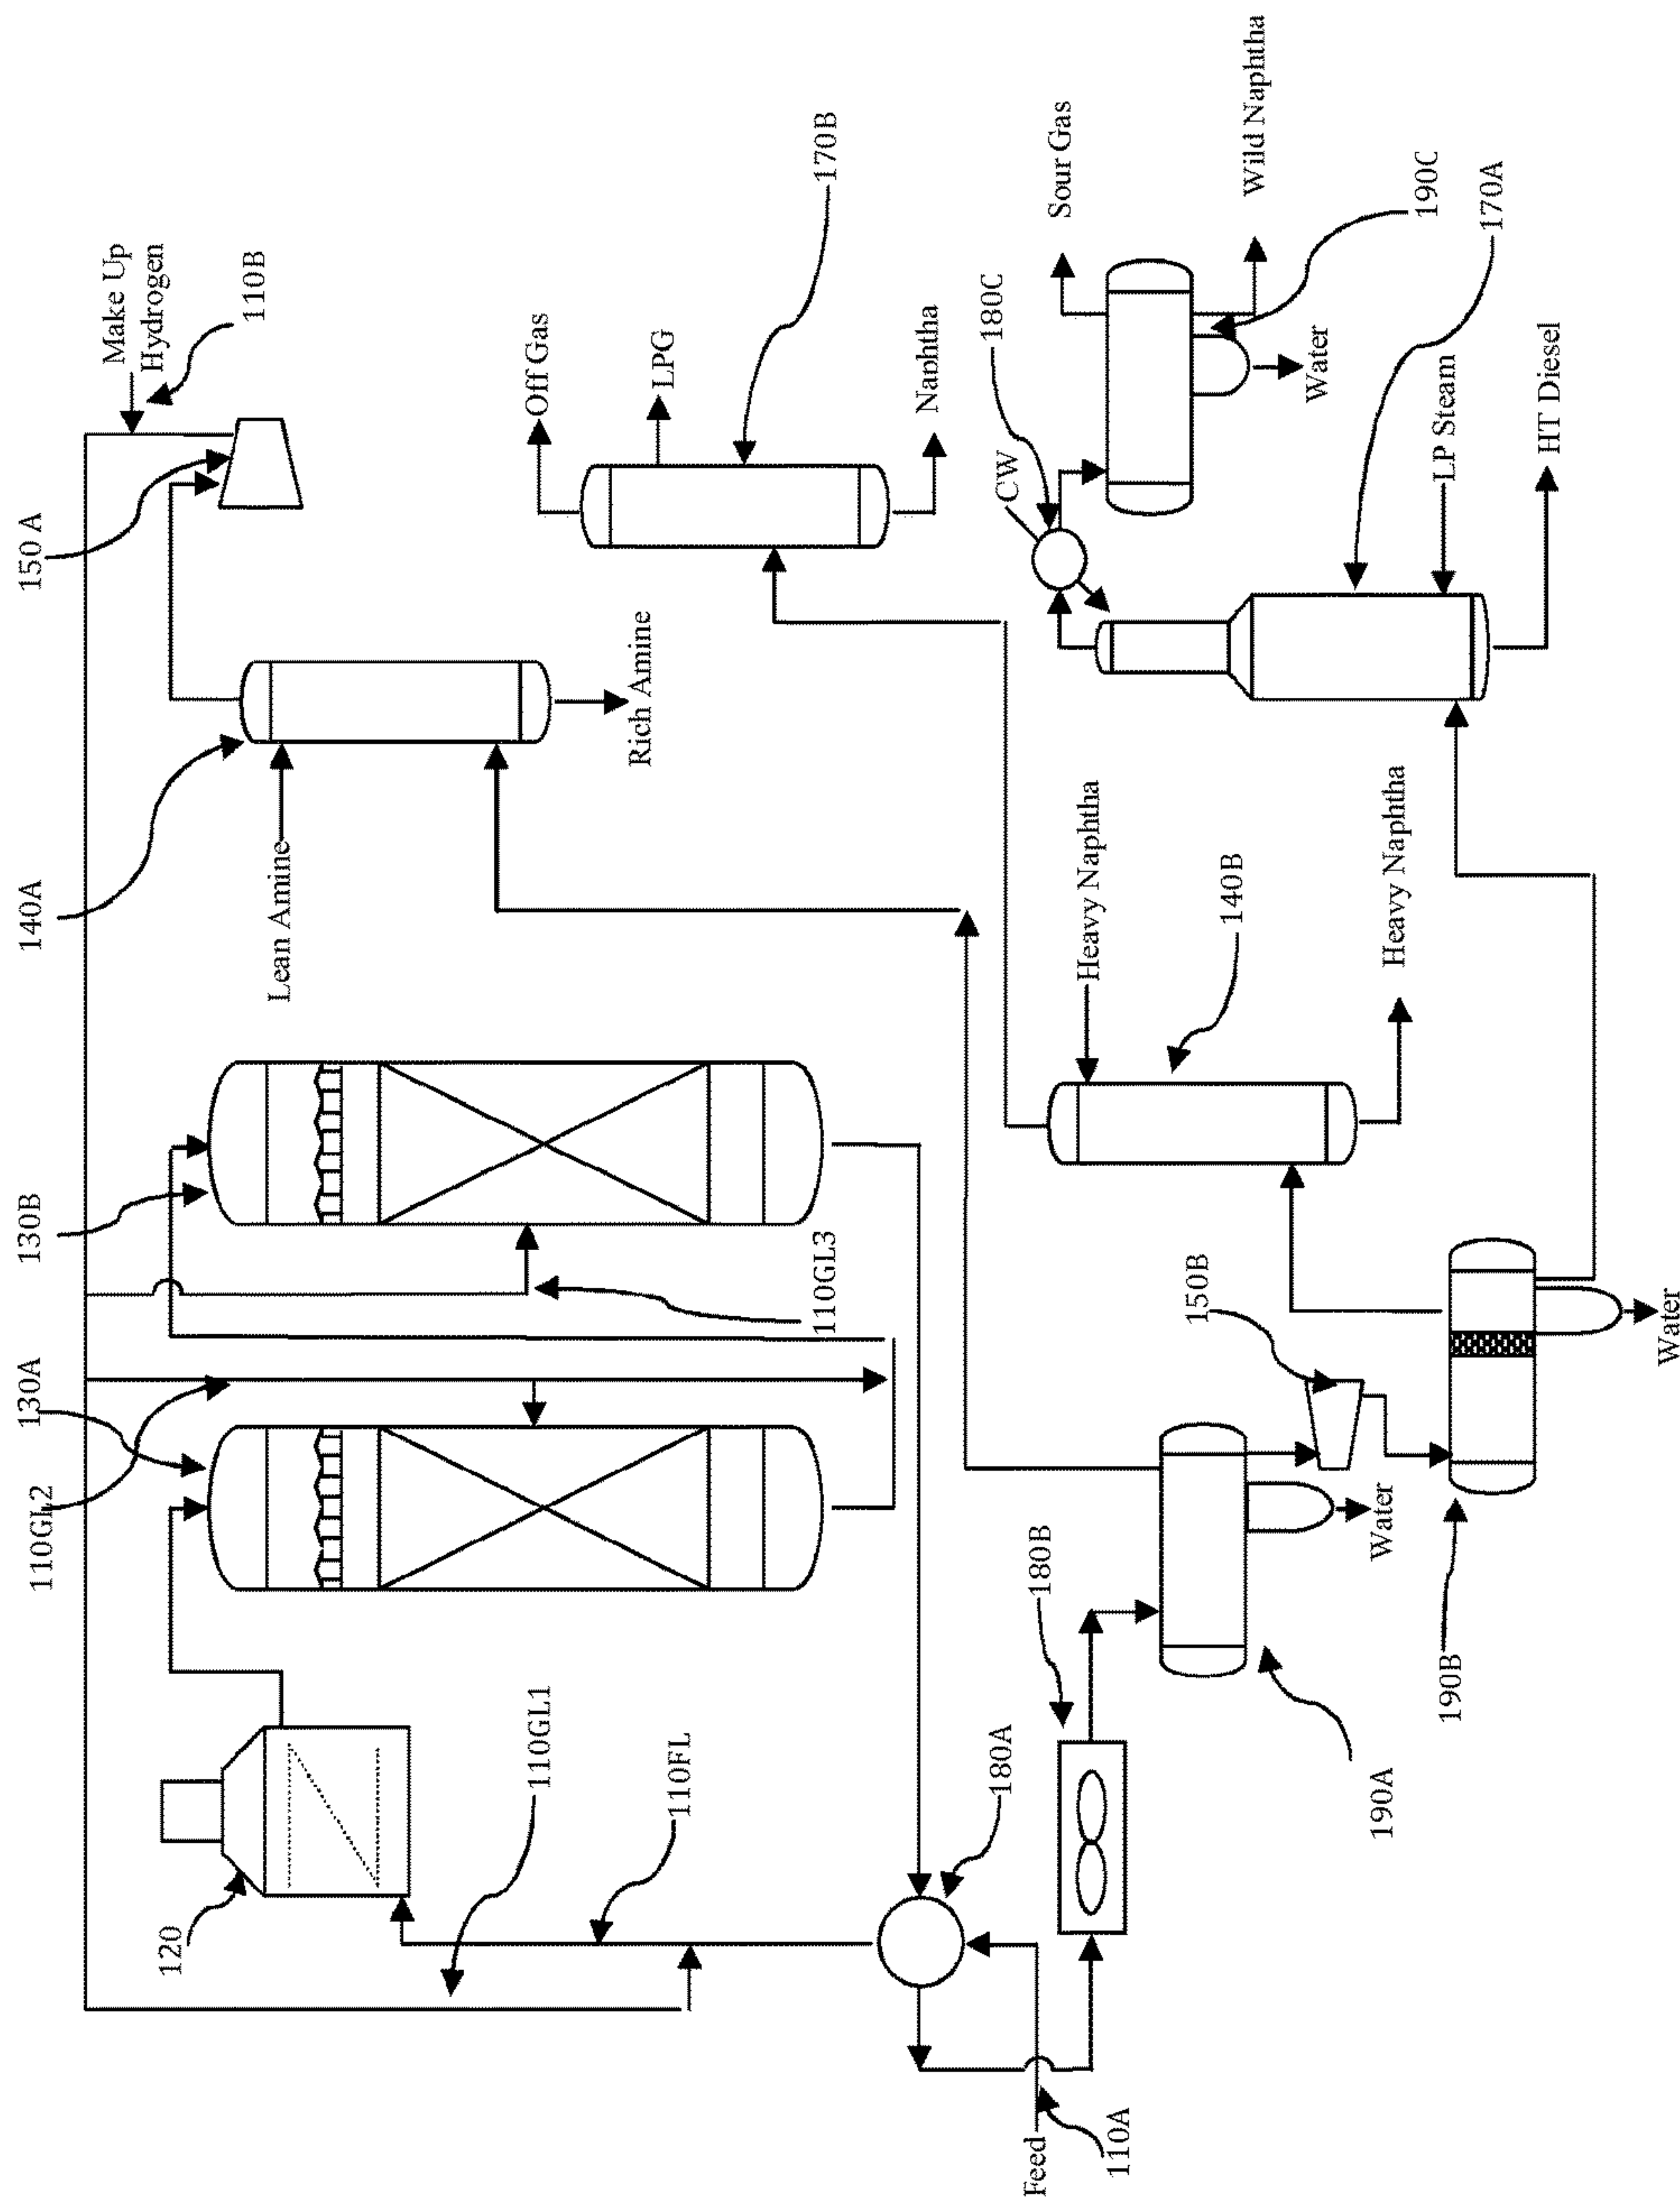 150 A
Make Up
Hydrogen
110B
140A
130B
130A
110GL2
120
Lean Amine
Rich Amine
Off Gas
LPG
170B
Naphtha
110GL3
110GL1
110FL
180A
Feed
110A
180B
190A
Water
150B
190B
Water
Heavy Naphtha
140B
Heavy Naphtha
CW
180C
Sour Gas
Wild Naphtha
190C
Water
170A
LP Steam
HT Diesel